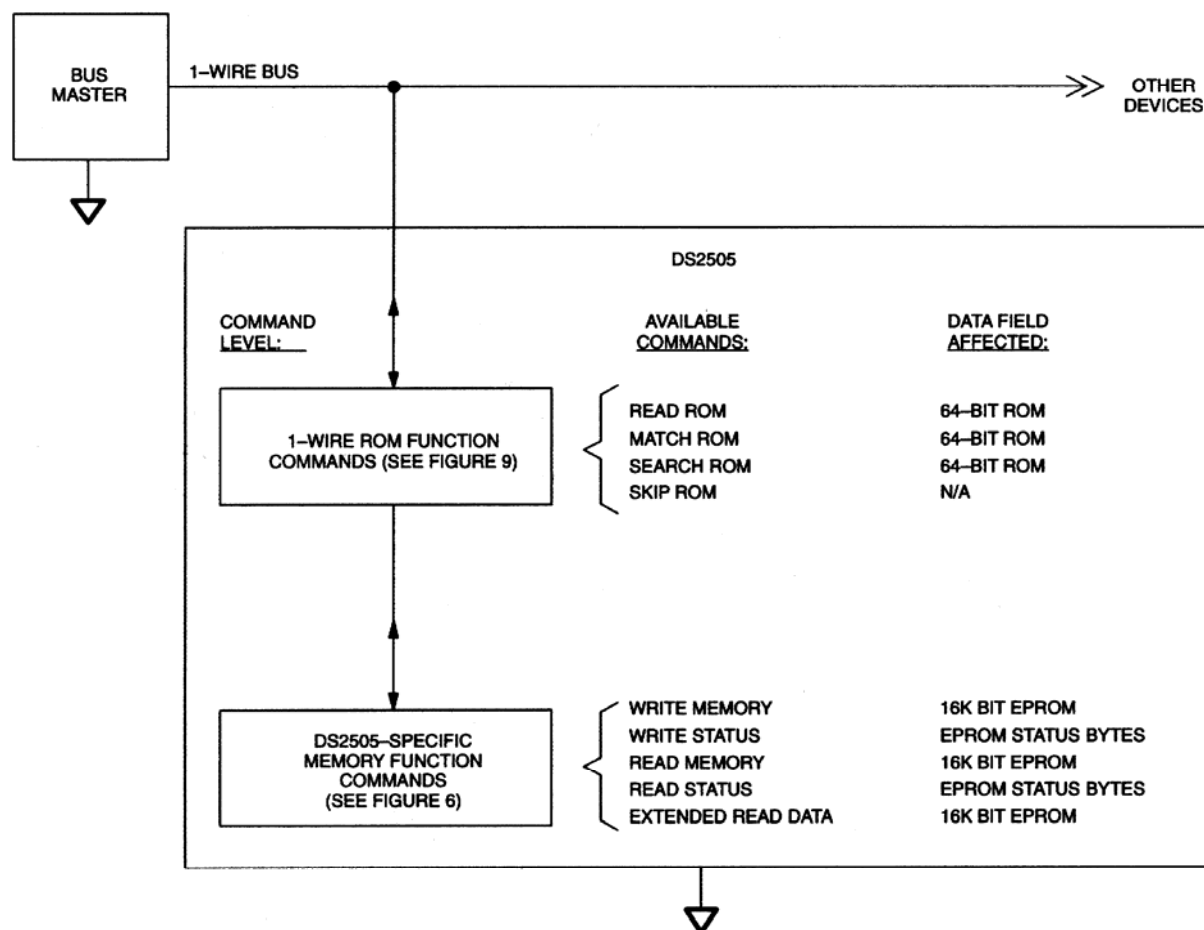 BUS
MASTER
1–WIRE BUS
OTHER
DEVICES
DS2505
COMMAND
LEVEL:
AVAILABLE
COMMANDS:
DATA FIELD
AFFECTED:
1–WIRE ROM FUNCTION
COMMANDS (SEE FIGURE 9)
READ ROM 64–BIT ROM
MATCH ROM 64–BIT ROM
SEARCH ROM 64–BIT ROM
SKIP ROM N/A
DS2505–SPECIFIC
MEMORY FUNCTION
COMMANDS
(SEE FIGURE 6)
WRITE MEMORY 16K BIT EPROM
WRITE STATUS EPROM STATUS BYTES
READ MEMORY 16K BIT EPROM
READ STATUS EPROM STATUS BYTES
EXTENDED READ DATA 16K BIT EPROM